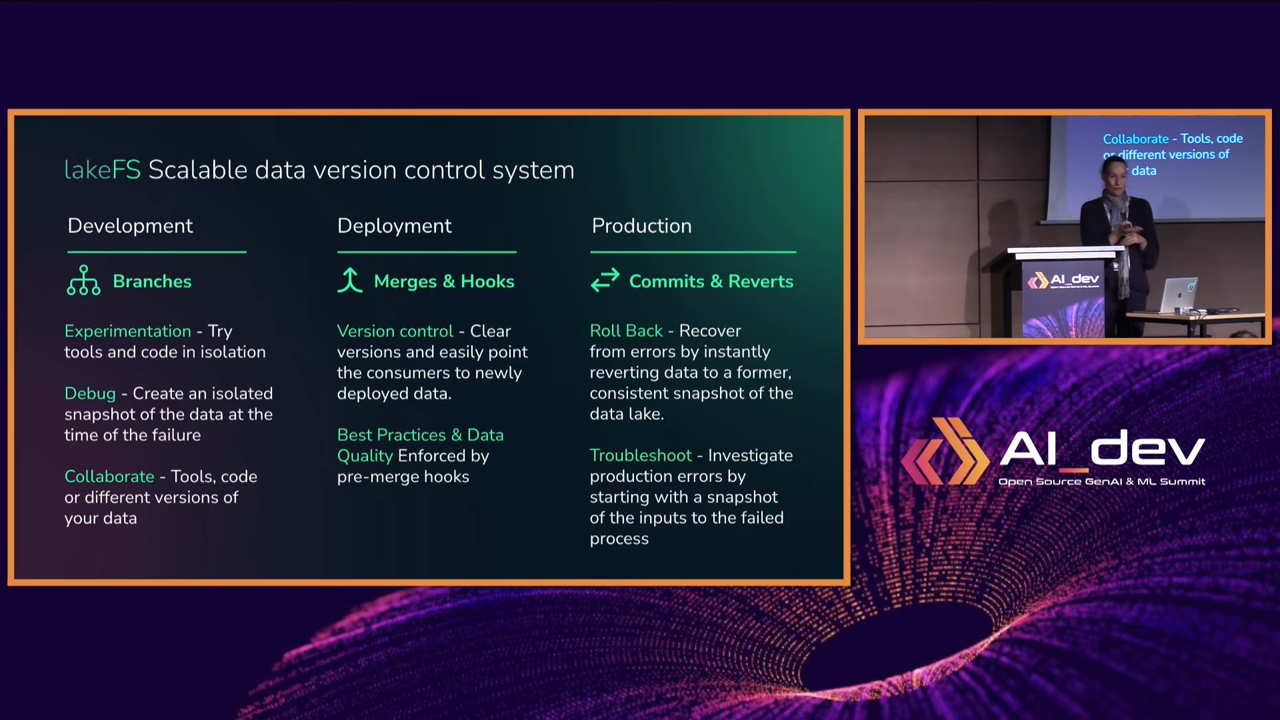 lakeFS Scalable data version control system
Development
Branches
Experimentation - Try
tools and code in isolation
Debug - Create an isolated
snapshot of the data at the
time of the failure
Collaborate - Tools, code
or different versions of
your data
Deployment
Merges & Hooks
Version control - Clear
versions and easily point
the consumers to newly
deployed data.
Best Practices & Data
Quality Enforced by
pre-merge hooks
Production
Commits & Reverts
Roll Back - Recover
from errors by instantly
reverting data to a former,
consistent snapshot of the
data lake.
Troubleshoot - Investigate
production errors by
starting with a snapshot
of the inputs to the failed
process
Collaborate - Tools, code
or different versions of
data
AI_dev
AI_dev
Open Source GenAI & ML Summit